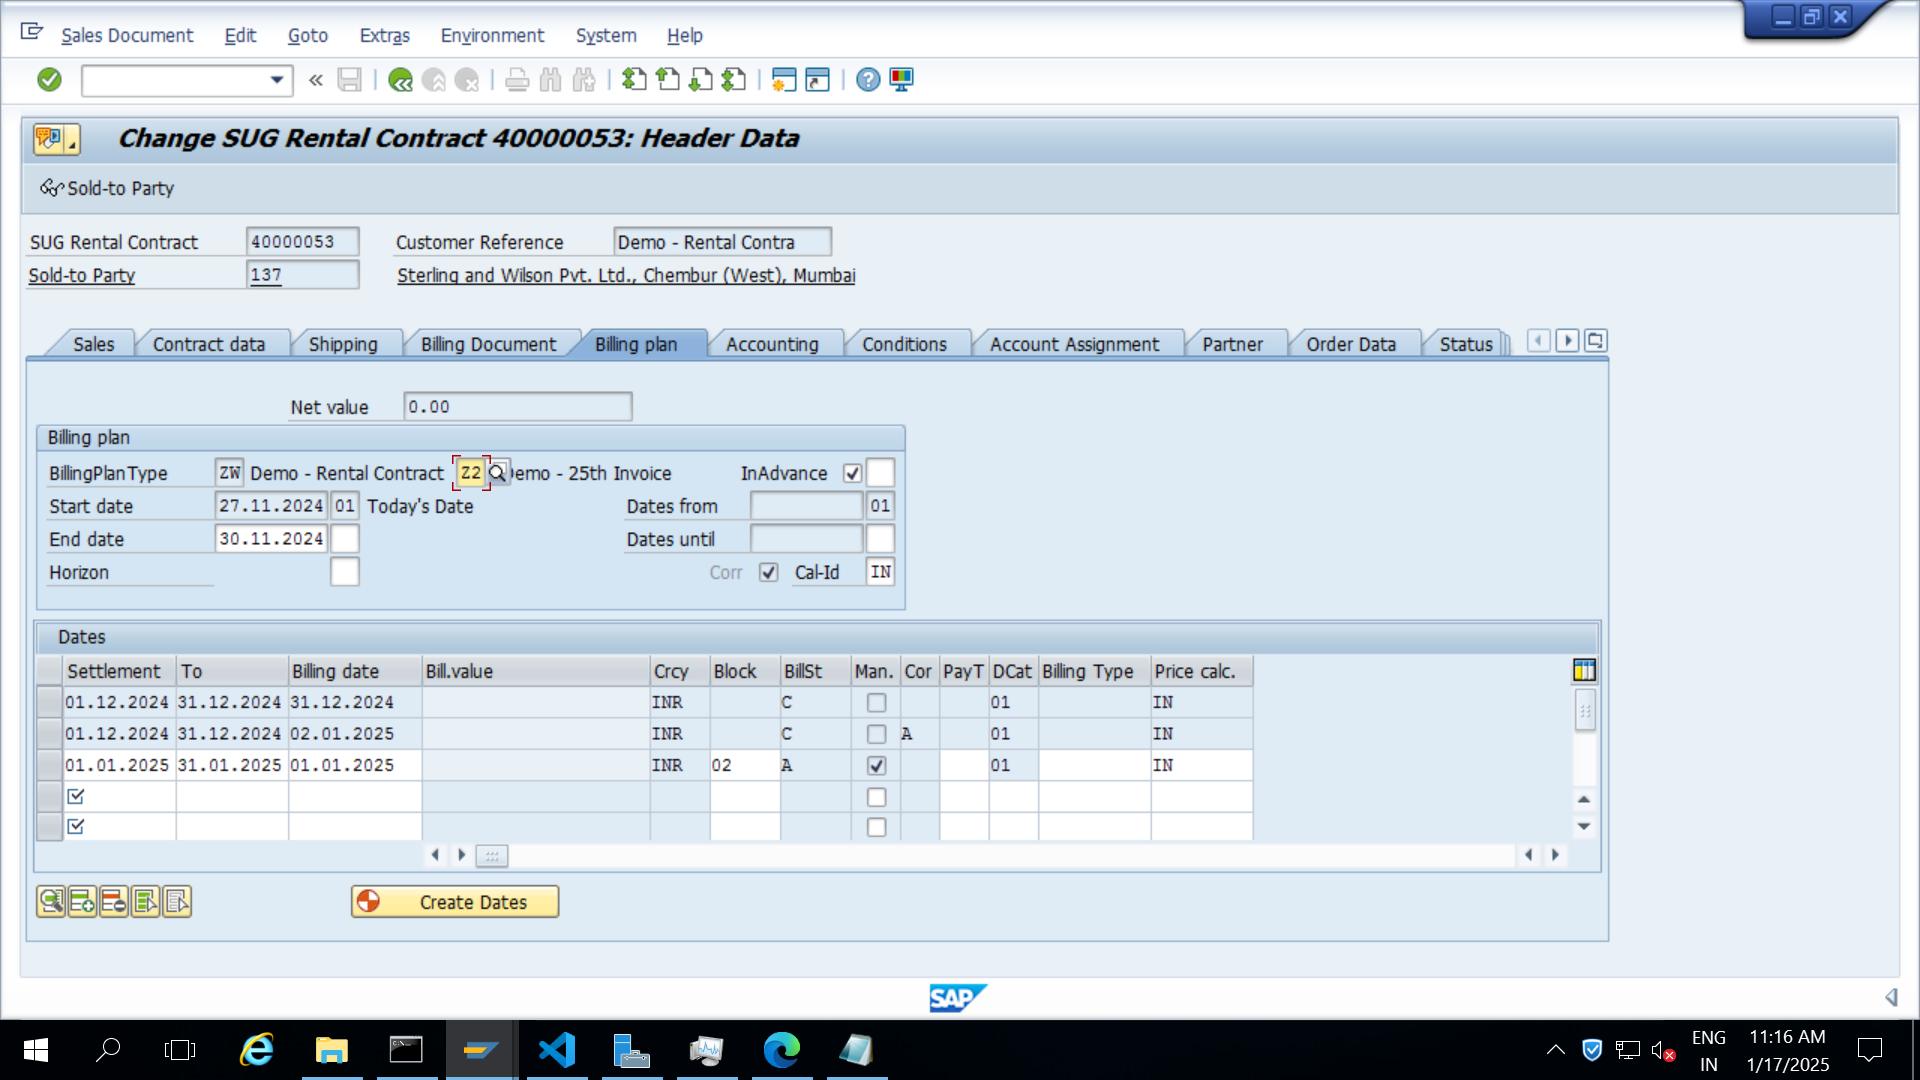 Sales Document Edit Goto Extras Environment System Help
Change SUG Rental Contract 40000053: Header Data
Sold-to Party
SUG Rental Contract 40000053 Customer Reference Demo - Rental Contra
Sold-to Party 137 Sterling and Wilson Pvt. Ltd., Chembur (West), Mumbai
Sales Contract data Shipping Billing Document Billing plan Accounting Conditions Account Assignment Partner Order Data Status
Net value 0.00
Billing plan
BillingPlanType ZW Demo - Rental Contract Z2 emo - 25th Invoice InAdvance
Start date 27.11.2024 01 Today's Date Dates from 01
End date 30.11.2024 Dates until
Horizon Corr Cal-Id IN
Dates
Settlement To Billing date Bill.value Crcy Block BillSt Man. Cor PayT DCat Billing Type Price calc.
01.12.2024 31.12.2024 31.12.2024 INR C 01 IN
01.12.2024 31.12.2024 02.01.2025 INR C A 01 IN
01.01.2025 31.01.2025 01.01.2025 INR 02 A 01 IN
Create Dates
SAP
ENG 11:16 AM
IN 1/17/2025